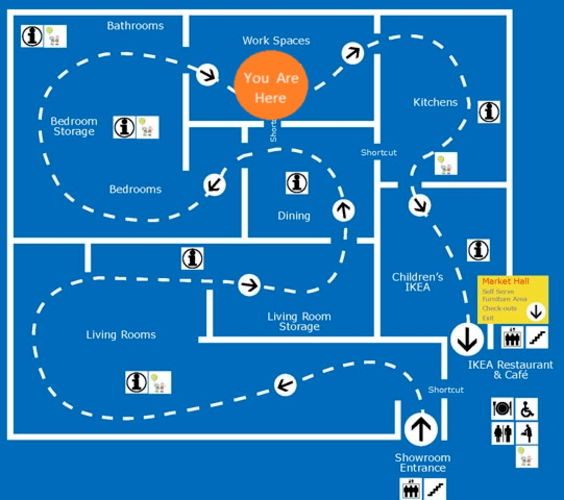 Bathrooms
Work Spaces
You Are
Here
Kitchens
Bedroom
Storage
Shortcut
Bedrooms
Dining
Children's
IKEA
Market Hall
Self Serve
Furniture Area
Check-outs
Exit
Living Rooms
Living Room
Storage
IKEA Restaurant
& Café
Shortcut
Showroom
Entrance